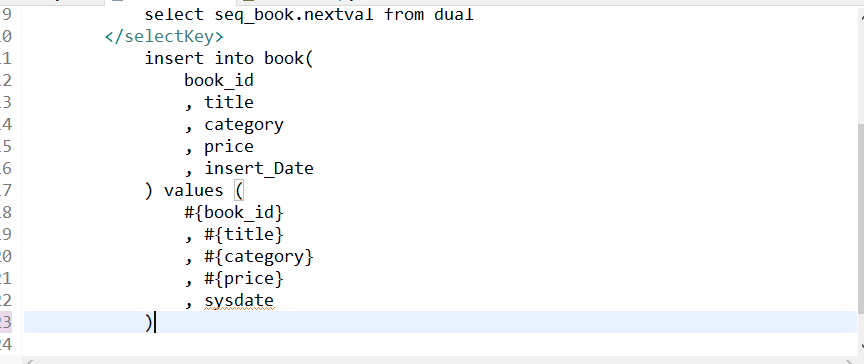 9 select seq_book.nextval from dual
0 </selectKey>
1 insert into book(
2 book_id
3 , title
4 , category
5 , price
6 , insert_Date
7 ) values (
8 #{book_id}
9 , #{title}
0 , #{category}
1 , #{price}
2 , sysdate
3 )
4